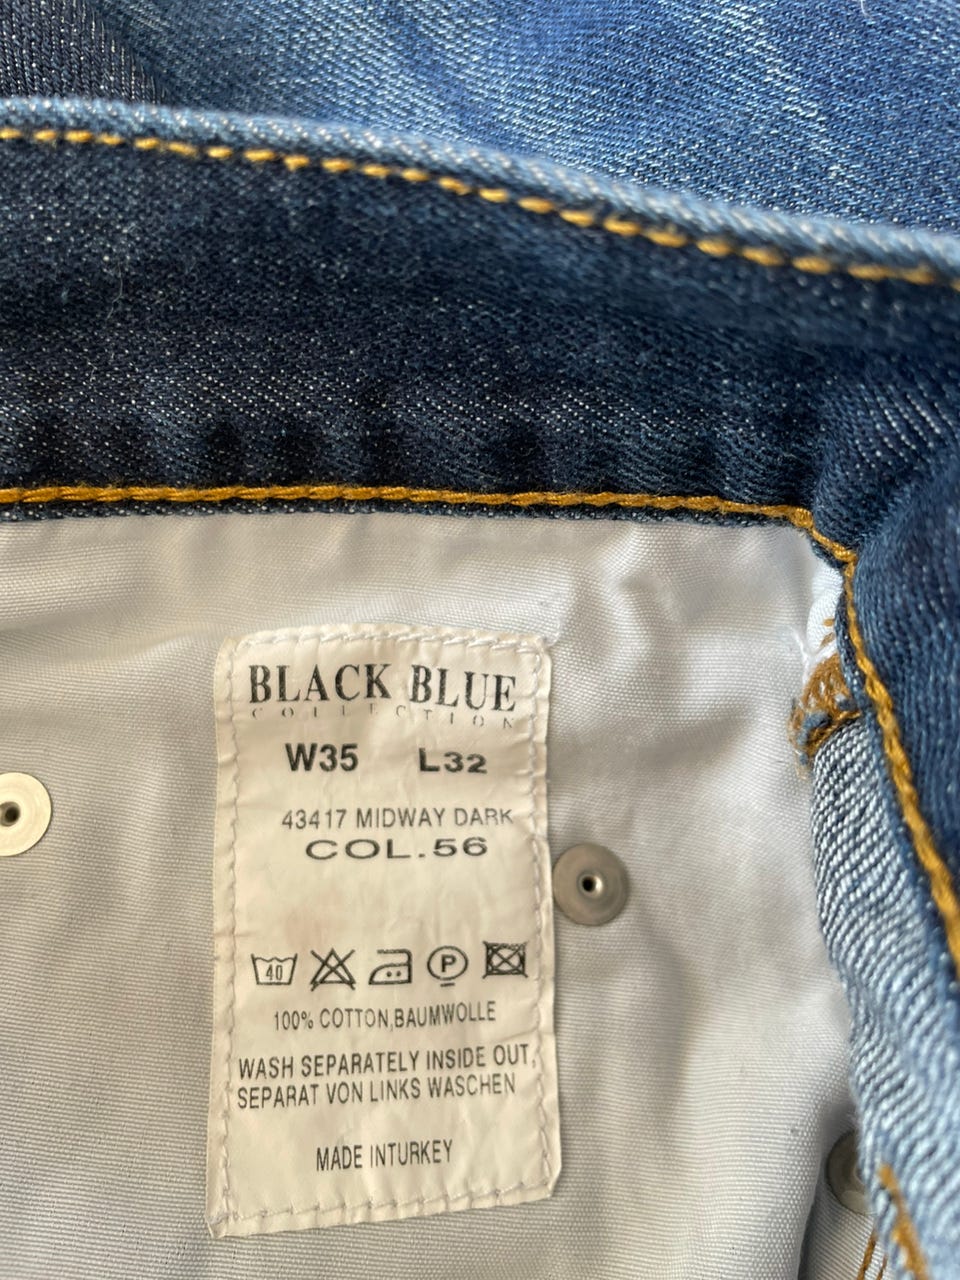 BLACK BLUE
COLLECTION
W35 L32
43417 MIDWAY DARK
COL.56
40 P
100% COTTON,BAUMWOLLE
WASH SEPARATELY INSIDE OUT,
SEPARAT VON LINKS WASCHEN
MADE INTURKEY